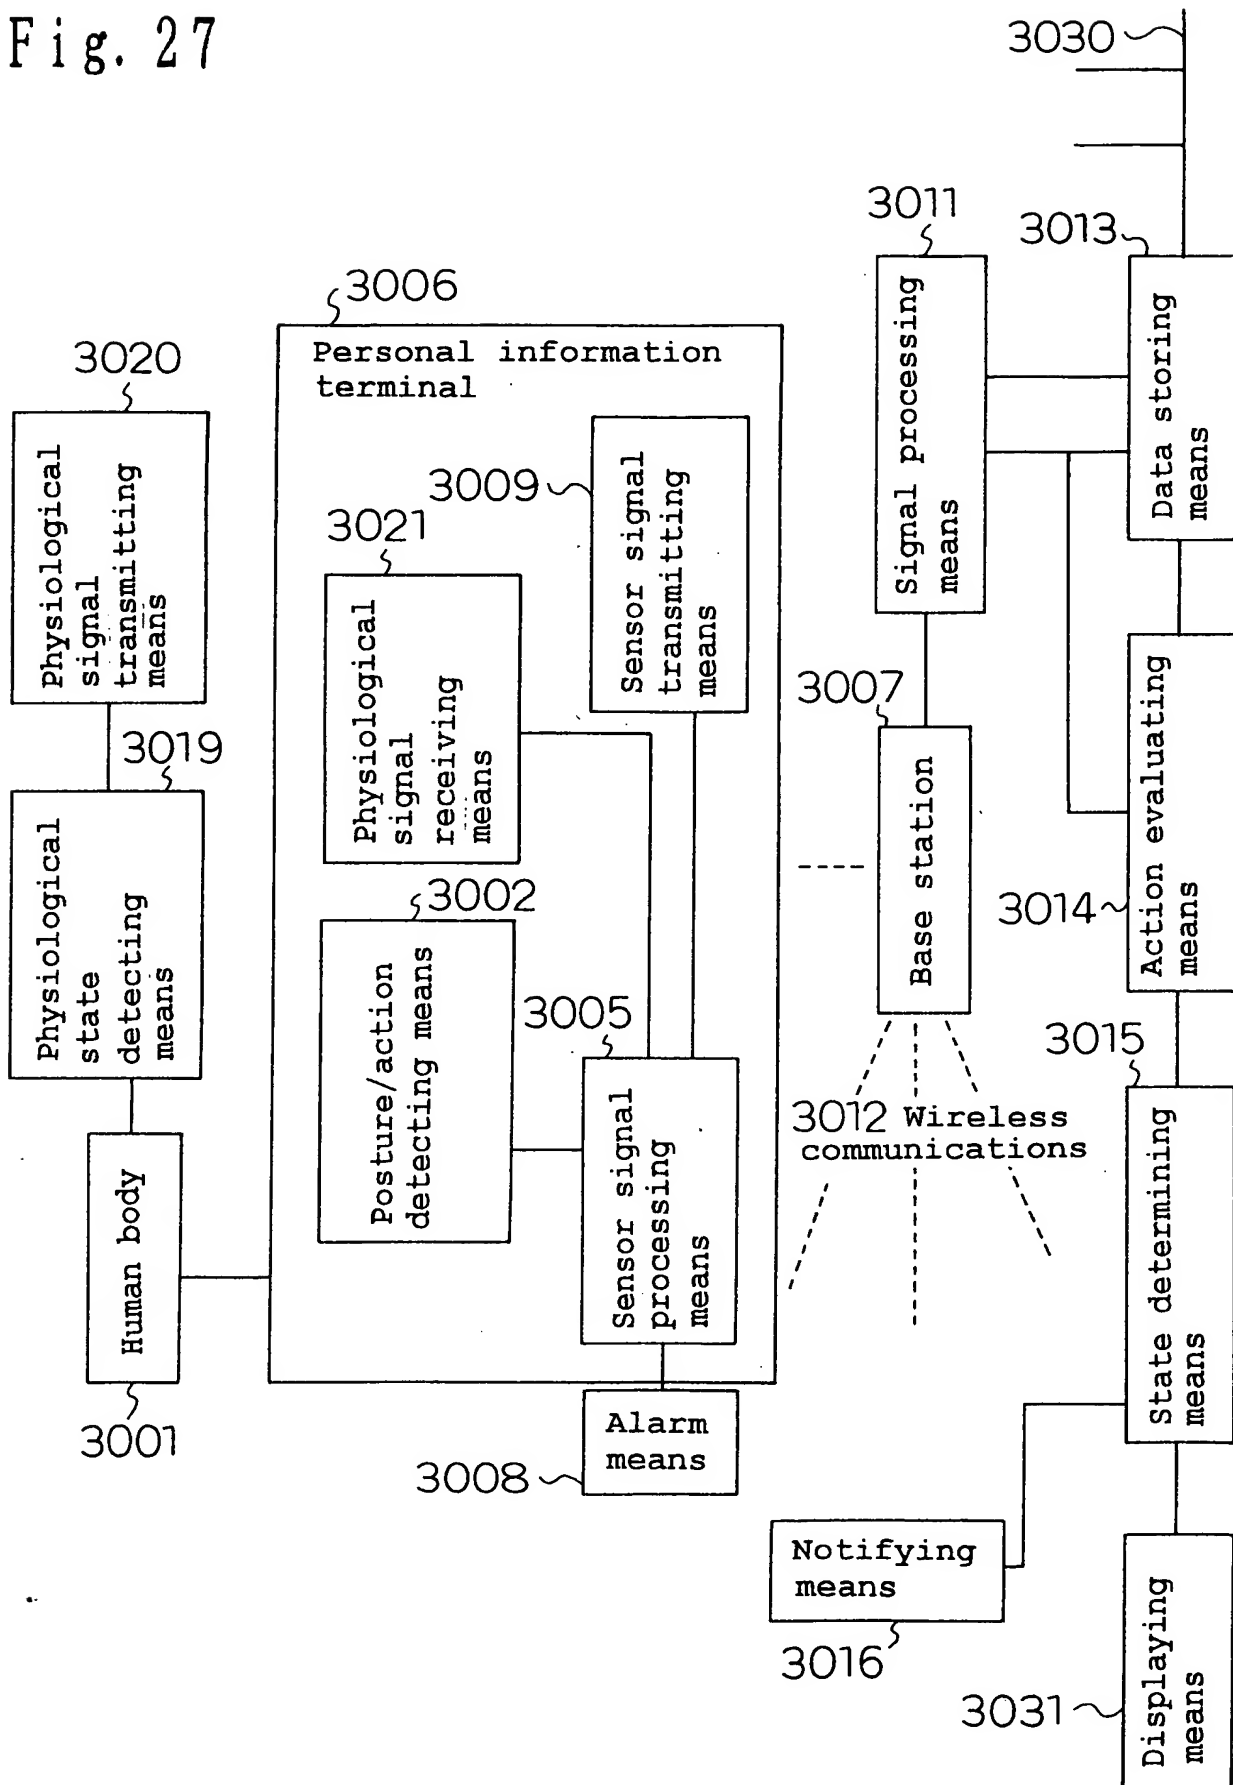 Fig. 27
3030
3011
3013
3006
3020
Personal information
terminal
Physiological
signal
transmitting
means
3009
Sensor signal
transmitting
means
3021
Physiological
signal
receiving
means
Signal processing
means
Data storing
means
3019
Physiological
state
detecting
means
3007
Base station
3002
Posture/action
detecting means
3014
Action evaluating
means
3005
Sensor signal
processing
means
3012 Wireless
communications
3015
State determining
means
Human body
3001
Alarm
means
3008
Notifying
means
3016
3031
Displaying
means